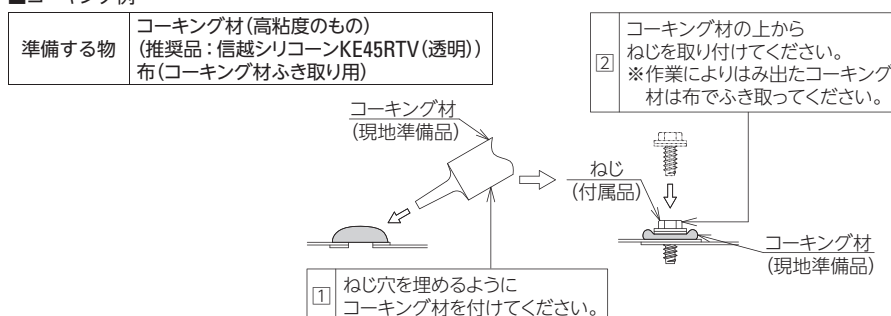 準備する物
コーキング材（高粘度のもの）
（推奨品：信越シリコーンKE45RTV（透明））
布（コーキング材ふき取り用）
2
コーキング材の上から
ねじを取り付けてください。
※作業によりはみ出たコーキング
材は布でふき取ってください。
コーキング材
（現地準備品）
ねじ
（付属品）
コーキング材
（現地準備品）
1
ねじ穴を埋めるように
コーキング材を付けてください。